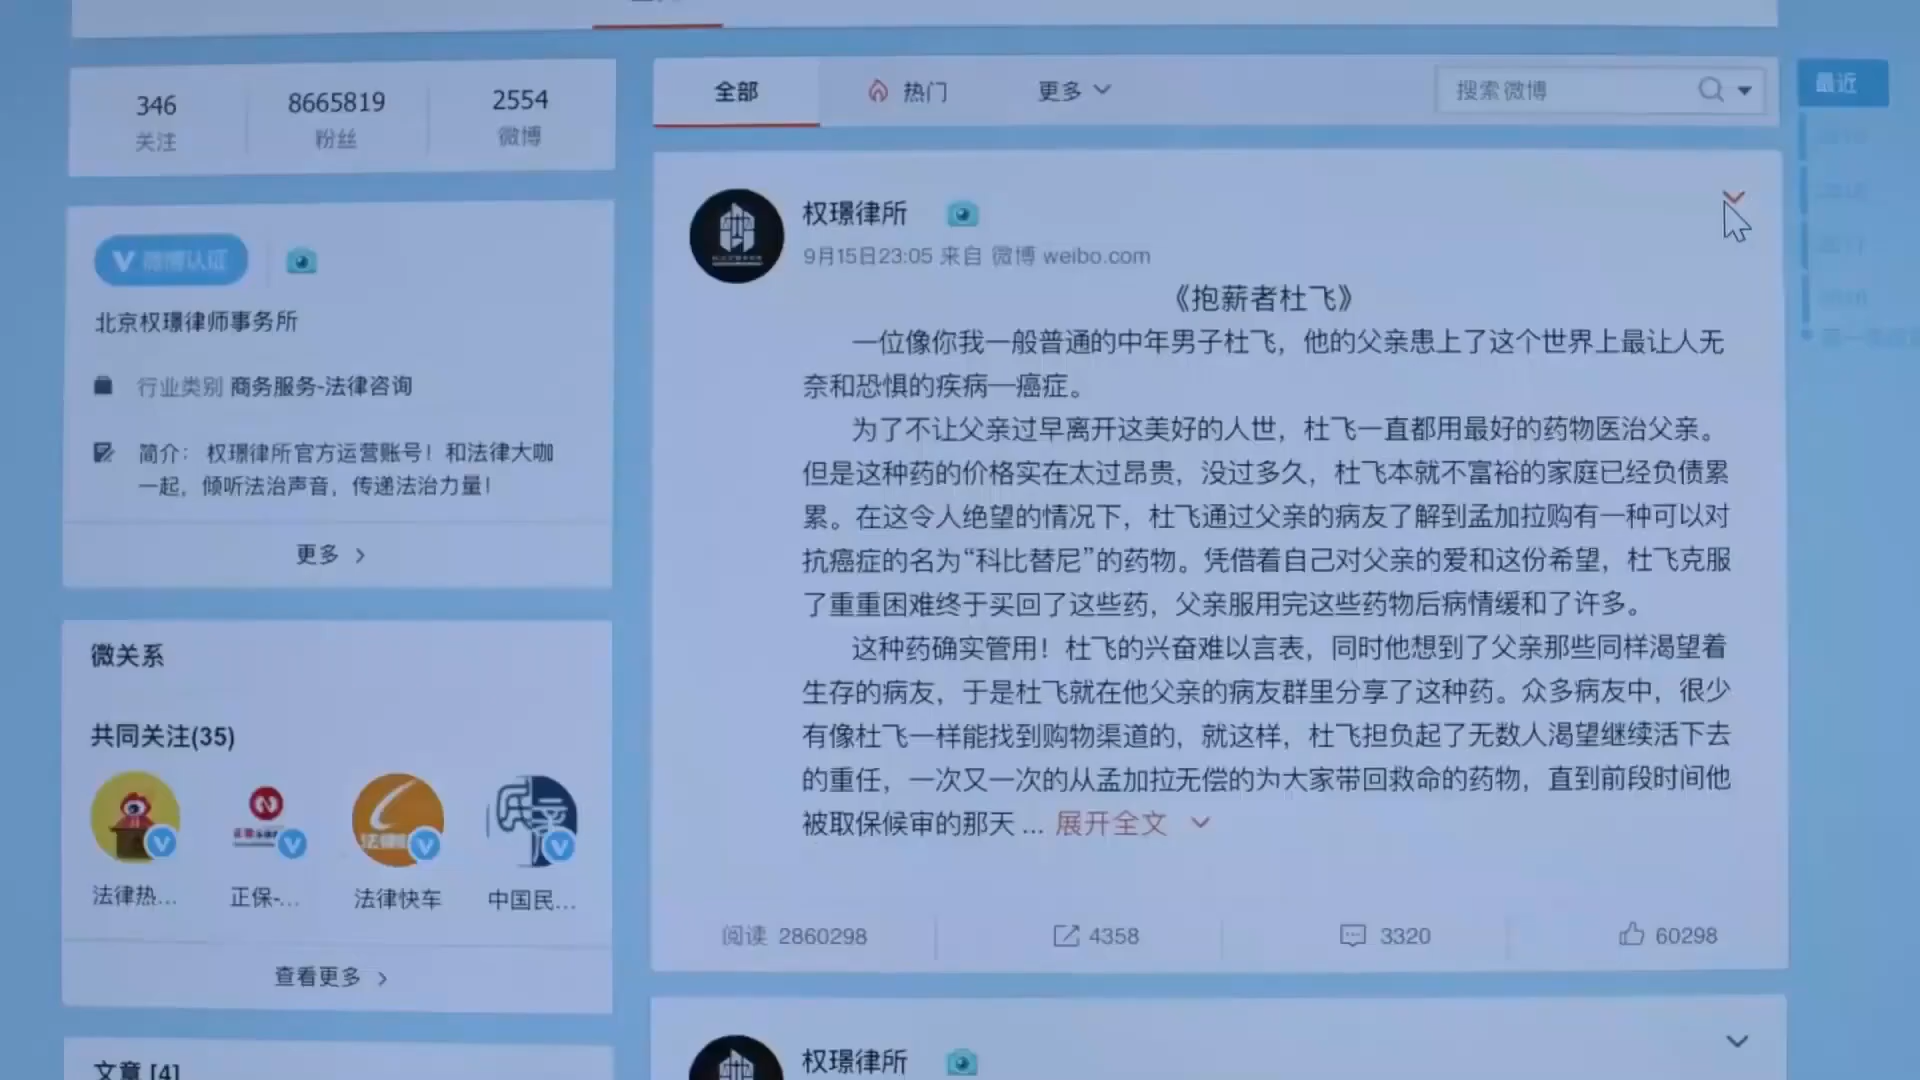 346
关注
8665819
粉丝
2554
微博
微博认证
北京权璟律师事务所
行业类别 商务服务-法律咨询
简介： 权璟律所官方运营账号！和法律大咖
一起，倾听法治声音，传递法治力量！
更多
微关系
共同关注(35)
法律热...
正保-...
法律快车
中国民...
查看更多
文章 [4]
全部
热门
更多
搜索微博
最近
权璟律所
9月15日23:05 来自 微博 weibo.com
《抱薪者杜飞》
一位像你我一般普通的中年男子杜飞，他的父亲患上了这个世界上最让人无
奈和恐惧的疾病—癌症。
为了不让父亲过早离开这美好的人世，杜飞一直都用最好的药物医治父亲。
但是这种药的价格实在太过昂贵，没过多久，杜飞本就不富裕的家庭已经负债累
累。在这令人绝望的情况下，杜飞通过父亲的病友了解到孟加拉购有一种可以对
抗癌症的名为“科比替尼”的药物。凭借着自己对父亲的爱和这份希望，杜飞克服
了重重困难终于买回了这些药，父亲服用完这些药物后病情缓和了许多。
这种药确实管用！杜飞的兴奋难以言表，同时他想到了父亲那些同样渴望着
生存的病友，于是杜飞就在他父亲的病友群里分享了这种药。众多病友中，很少
有像杜飞一样能找到购物渠道的，就这样，杜飞担负起了无数人渴望继续活下去
的重任，一次又一次的从孟加拉无偿的为大家带回救命的药物，直到前段时间他
被取保候审的那天 ... 展开全文
阅读 2860298
4358
3320
60298
权璟律所